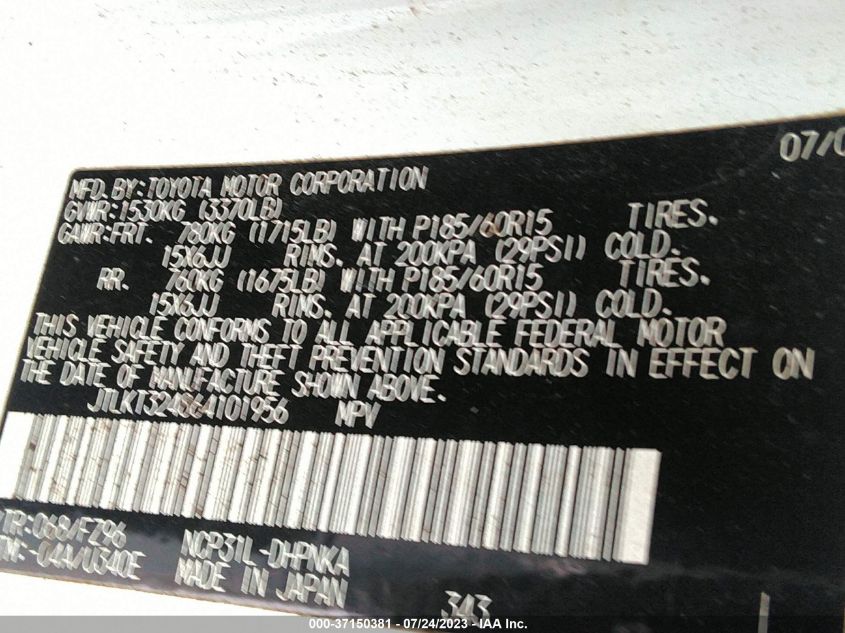 07/0
MFD. BY: TOYOTA MOTOR CORPORATION
GVWR: 1530KG (3370LB)
GAWR: FRT. 780KG (1715LB) WITH P185/60R15 TIRES.
15X6JJ RIMS. AT 200KPA (29PSI) COLD.
RR. 760KG (1675LB) WITH P185/60R15 TIRES.
15X6JJ RIMS. AT 200KPA (29PSI) COLD.
THIS VEHICLE CONFORMS TO ALL APPLICABLE FEDERAL MOTOR
VEHICLE SAFETY AND THEFT PREVENTION STANDARDS IN EFFECT ON
THE DATE OF MANUFACTURE SHOWN ABOVE.
MPV
/TR: 068/FZ96 NCP31L-DHPNKA
-04A/U340E MADE IN JAPAN
343
000-37150381 - 07/24/2023 - IAA Inc.